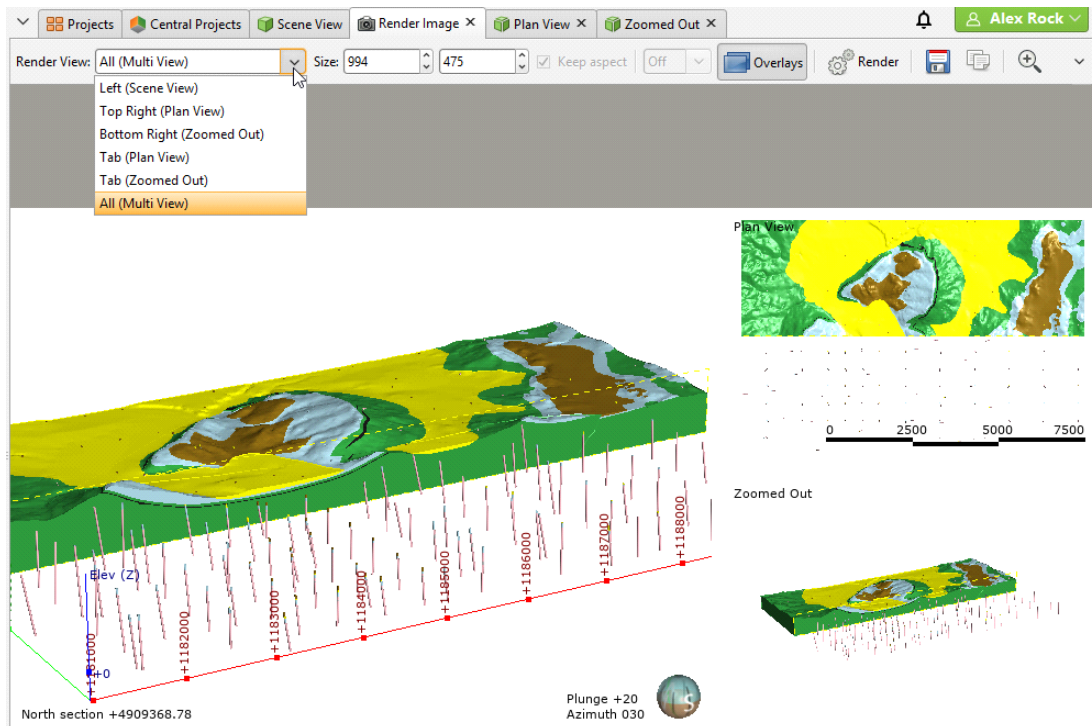 Projects Central Projects Scene View Render Image Plan View Zoomed Out Alex Rock
Render View: All (Multi View) Size: 994 475 Keep aspect Off Overlays Render
Left (Scene View)
Top Right (Plan View)
Bottom Right (Zoomed Out)
Tab (Plan View)
Tab (Zoomed Out)
All (Multi View)
Plan View
0 2500 5000 7500
Zoomed Out
Elev (Z)
+0
+1181000
+1182000
+1183000
+1184000
+1185000
+1186000
+1187000
+1188000
North section +4909368.78
Plunge +20
Azimuth 030
S